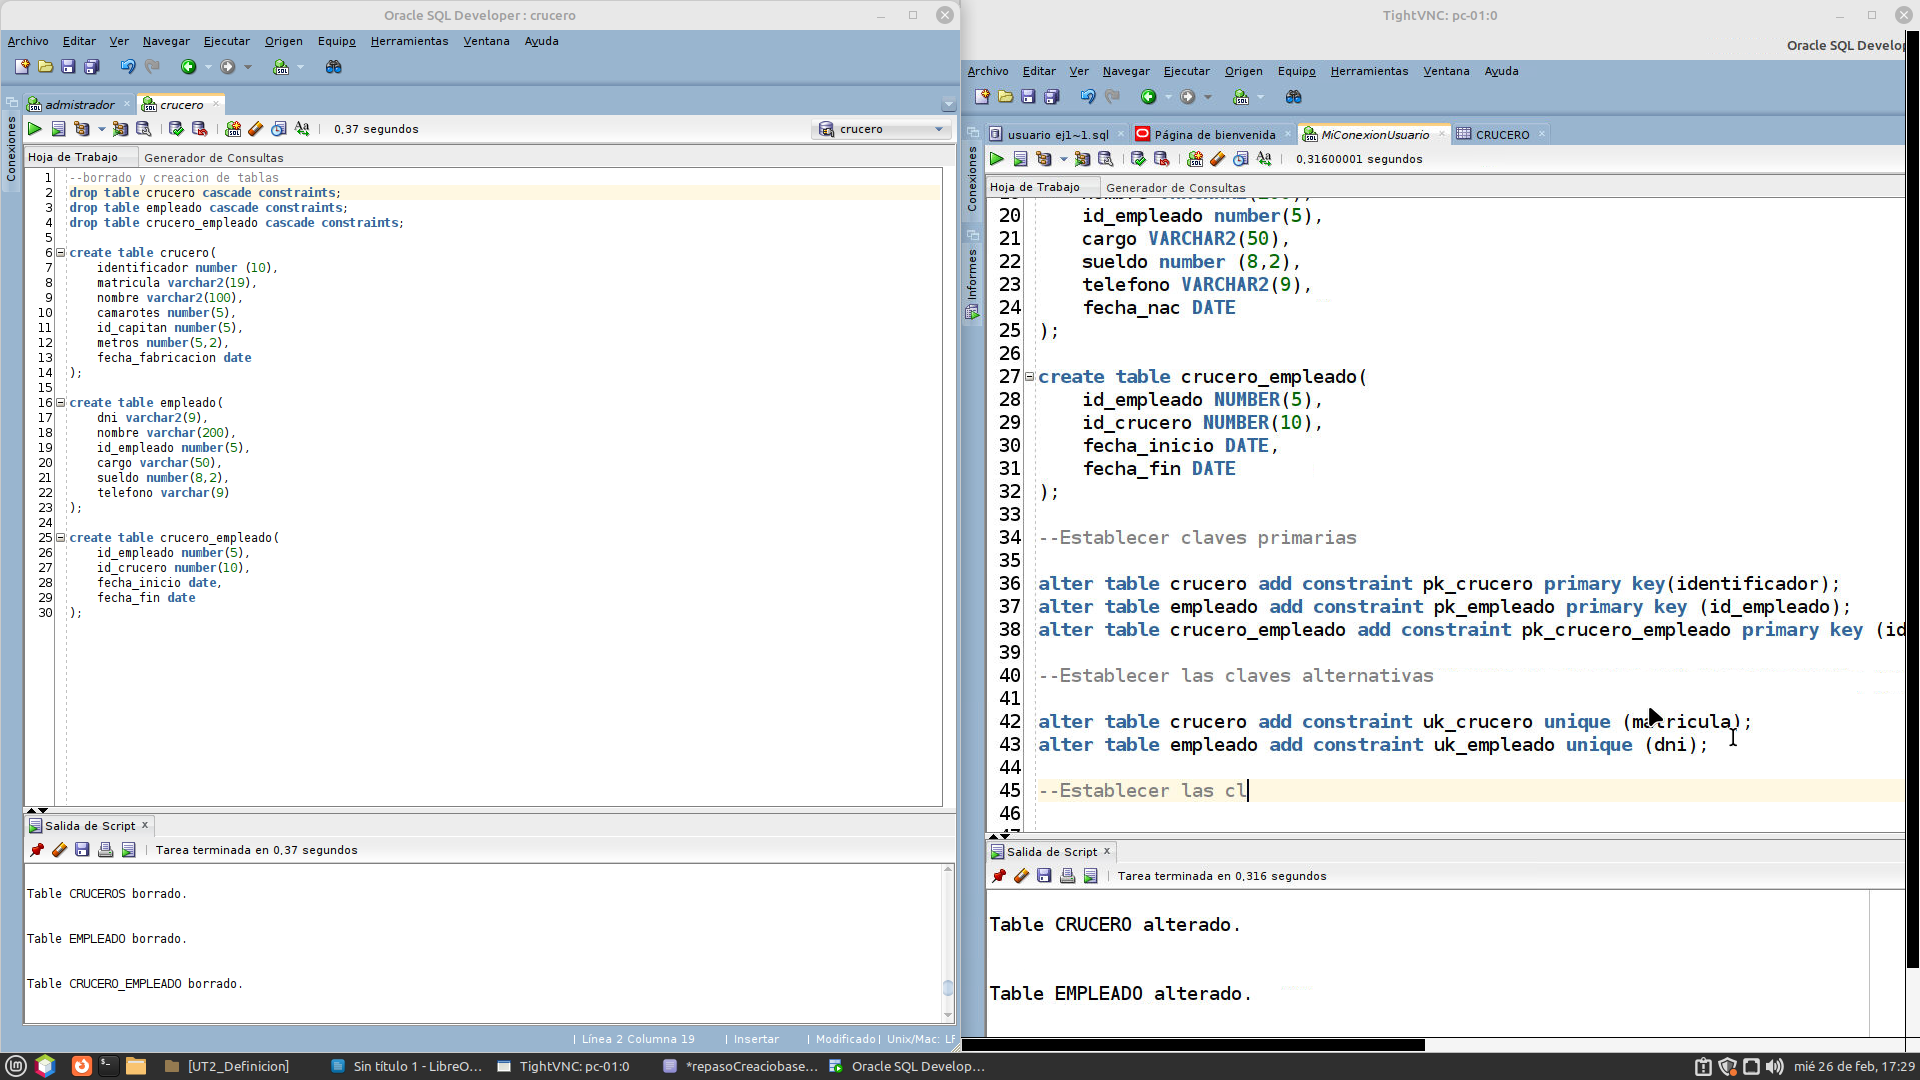 Oracle SQL Developer : crucero
Archivo Editar Ver Navegar Ejecutar Origen Equipo Herramientas Ventana Ayuda
admistrador
crucero
0,37 segundos
crucero
Conexiones
Hoja de Trabajo
Generador de Consultas
1 --borrado y creacion de tablas
2 drop table crucero cascade constraints;
3 drop table empleado cascade constraints;
4 drop table crucero_empleado cascade constraints;
5
6 create table crucero(
7 identificador number (10),
8 matricula varchar2(19),
9 nombre varchar2(100),
10 camarotes number(5),
11 id_capitan number(5),
12 metros number(5,2),
13 fecha_fabricacion date
14 );
15
16 create table empleado(
17 dni varchar2(9),
18 nombre varchar(200),
19 id_empleado number(5),
20 cargo varchar(50),
21 sueldo number(8,2),
22 telefono varchar(9)
23 );
24
25 create table crucero_empleado(
26 id_empleado number(5),
27 id_crucero number(10),
28 fecha_inicio date,
29 fecha_fin date
30 );
Salida de Script x
Tarea terminada en 0,37 segundos
Table CRUCEROS borrado.
Table EMPLEADO borrado.
Table CRUCERO_EMPLEADO borrado.
| Línea 2 Columna 19 | Insertar | Modificado | Unix/Mac: LF
TightVNC: pc-01:0
Oracle SQL Develop
Archivo Editar Ver Navegar Ejecutar Origen Equipo Herramientas Ventana Ayuda
usuario ej1~1.sql
Página de bienvenida
MiConexionUsuario
CRUCERO
0,31600001 segundos
Conexiones
Informes
Hoja de Trabajo
Generador de Consultas
20 id_empleado number(5),
21 cargo VARCHAR2(50),
22 sueldo number (8,2),
23 telefono VARCHAR2(9),
24 fecha_nac DATE
25 );
26
27 create table crucero_empleado(
28 id_empleado NUMBER(5),
29 id_crucero NUMBER(10),
30 fecha_inicio DATE,
31 fecha_fin DATE
32 );
33
34 --Establecer claves primarias
35
36 alter table crucero add constraint pk_crucero primary key(identificador);
37 alter table empleado add constraint pk_empleado primary key (id_empleado);
38 alter table crucero_empleado add constraint pk_crucero_empleado primary key (id
39
40 --Establecer las claves alternativas
41
42 alter table crucero add constraint uk_crucero unique (matricula);
43 alter table empleado add constraint uk_empleado unique (dni);
44
45 --Establecer las cl
46
Salida de Script x
Tarea terminada en 0,316 segundos
Table CRUCERO alterado.
Table EMPLEADO alterado.
[UT2_Definicion]
Sin título 1 - LibreO...
TightVNC: pc-01:0
*repasoCreaciobase...
Oracle SQL Develop...
mié 26 de feb, 17:29